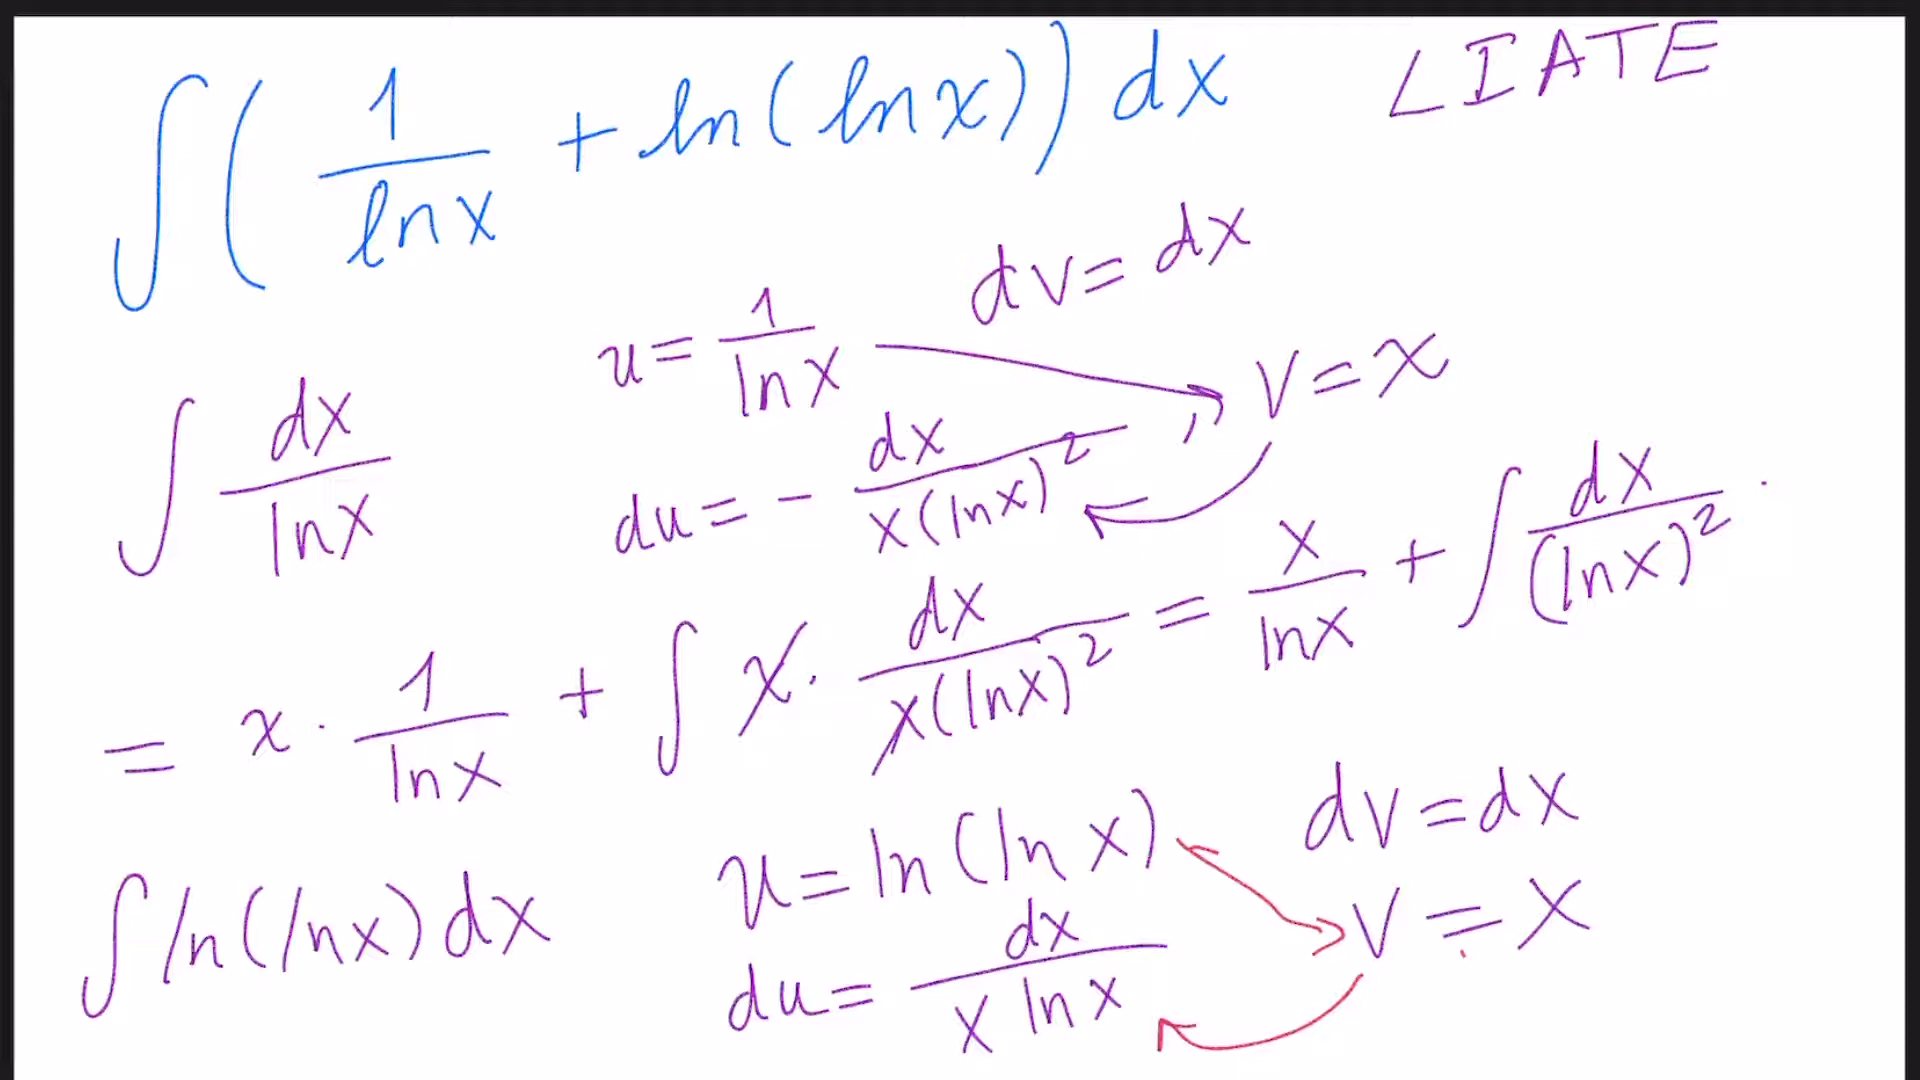 ∫ ( 1/ln x + ln(ln x) ) dx LIATE
u = 1/ln x dv = dx
∫ dx/ln x du = - dx/x(ln x)² v = x
= x · 1/ln x + ∫ x · dx/x(ln x)² = x/ln x + ∫ dx/(ln x)² .
u = ln(ln x) dv = dx
∫ ln(ln x) dx du = dx/x ln x v = x